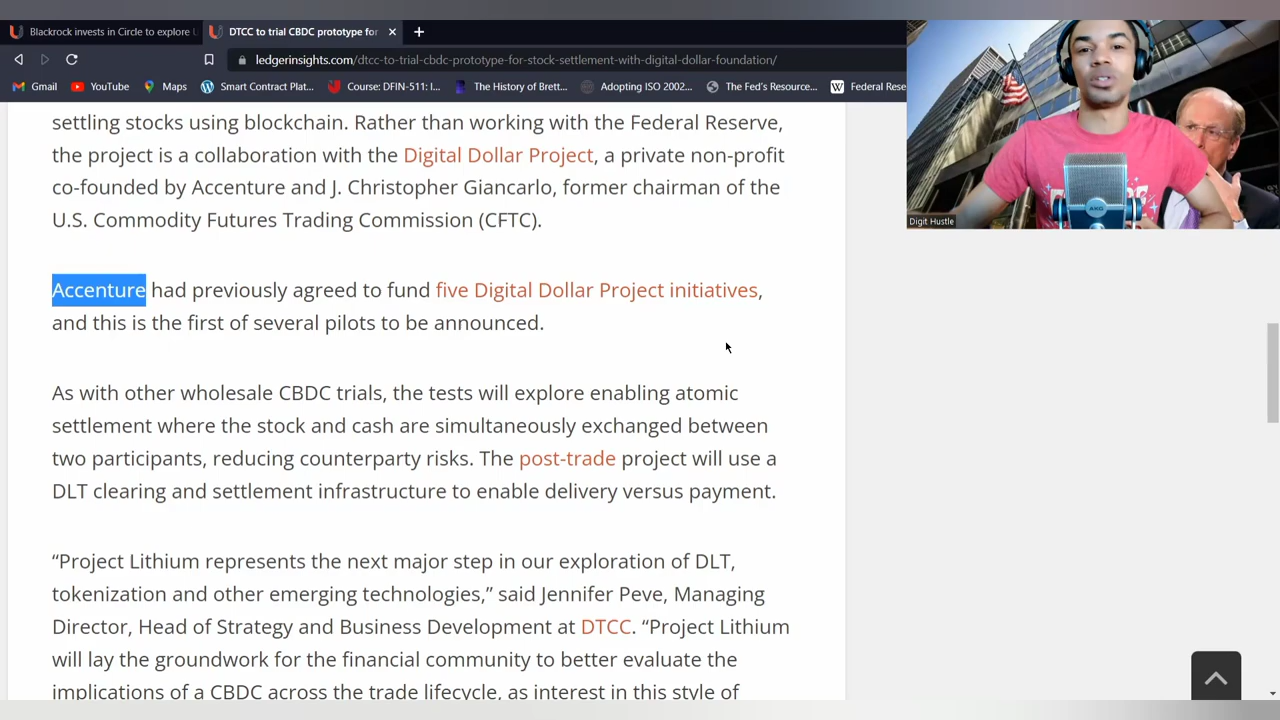 Blackrock invests in Circle to explore
DTCC to trial CBDC prototype for
ledgerinsights.com/dtcc-to-trial-cbdc-prototype-for-stock-settlement-with-digital-dollar-foundation/
Gmail YouTube Maps Smart Contract Plat... Course: DFIN-511: I... The History of Brett... Adopting ISO 2002... The Fed's Resource... Federal Rese
settling stocks using blockchain. Rather than working with the Federal Reserve,
the project is a collaboration with the Digital Dollar Project, a private non-profit
co-founded by Accenture and J. Christopher Giancarlo, former chairman of the
U.S. Commodity Futures Trading Commission (CFTC).
Accenture had previously agreed to fund five Digital Dollar Project initiatives,
and this is the first of several pilots to be announced.
As with other wholesale CBDC trials, the tests will explore enabling atomic
settlement where the stock and cash are simultaneously exchanged between
two participants, reducing counterparty risks. The post-trade project will use a
DLT clearing and settlement infrastructure to enable delivery versus payment.
“Project Lithium represents the next major step in our exploration of DLT,
tokenization and other emerging technologies,” said Jennifer Peve, Managing
Director, Head of Strategy and Business Development at DTCC. “Project Lithium
will lay the groundwork for the financial community to better evaluate the
implications of a CBDC across the trade lifecycle, as interest in this style of
AKG
Digit Hustle